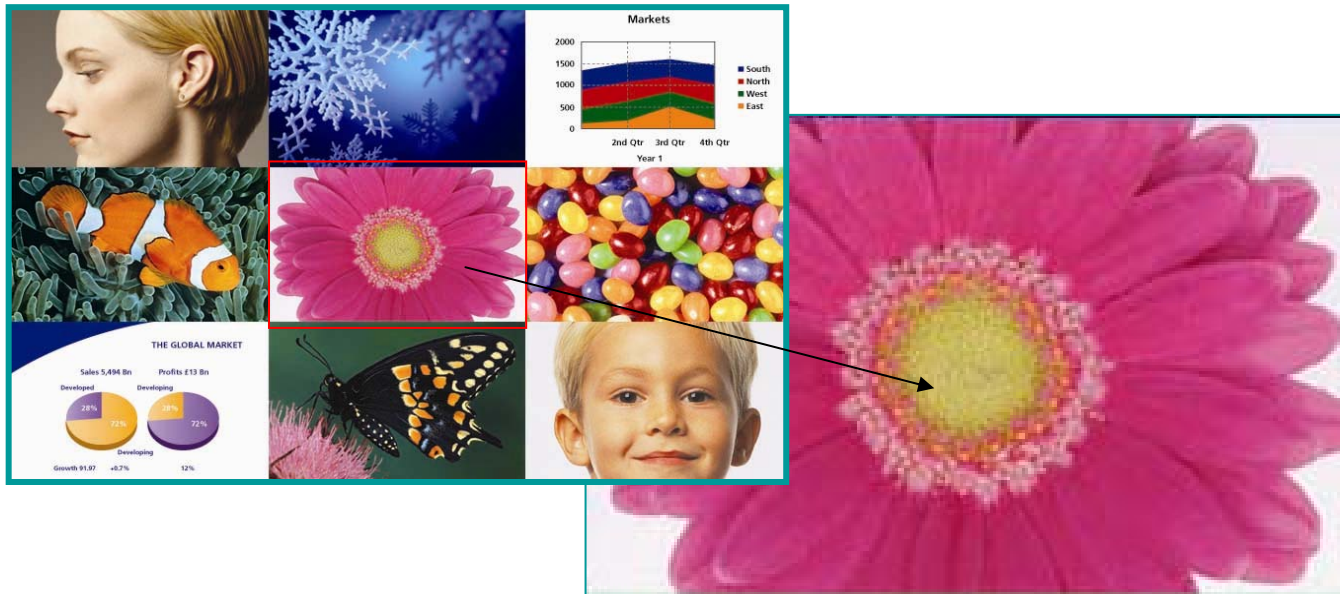 Markets
2000
1500
1000
500
0
South
North
West
East
2nd Qtr 3rd Qtr 4th Qtr
Year 1
THE GLOBAL MARKET
Sales 5,494 Bn Profits £13 Bn
Developed Developing
28% 28%
72% 72%
Developing
Growth 91.97 +0.7% 12%